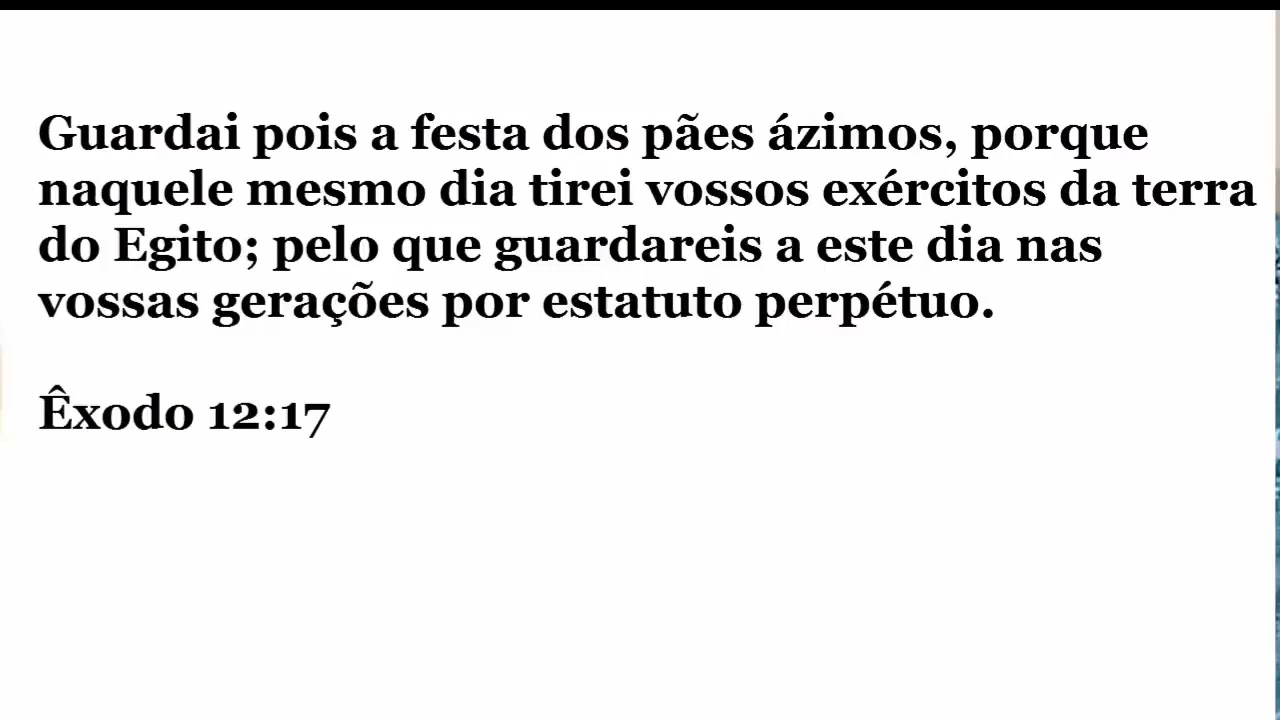 Guardai pois a festa dos pães ázimos, porque
naquele mesmo dia tirei vossos exércitos da terra
do Egito; pelo que guardareis a este dia nas
vossas gerações por estatuto perpétuo.
Êxodo 12:17